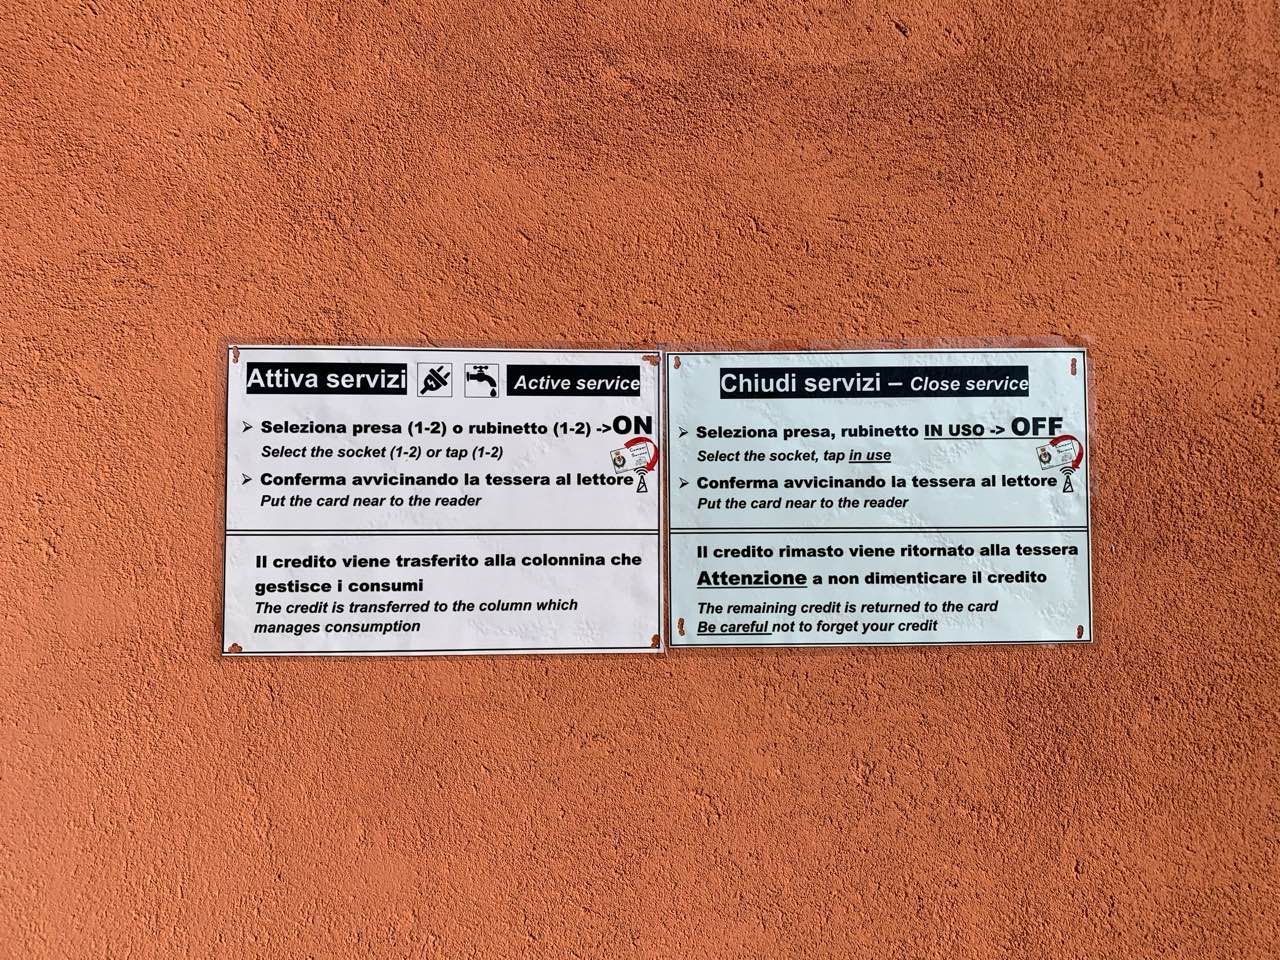 Attiva servizi Active service
➢ Seleziona presa (1-2) o rubinetto (1-2) ->ON
Select the socket (1-2) or tap (1-2)
➢ Conferma avvicinando la tessera al lettore
Put the card near to the reader
Il credito viene trasferito alla colonnina che
gestisce i consumi
The credit is transferred to the column which
manages consumption
Chiudi servizi – Close service
➢ Seleziona presa, rubinetto IN USO -> OFF
Select the socket, tap in use
➢ Conferma avvicinando la tessera al lettore
Put the card near to the reader
Il credito rimasto viene ritornato alla tessera
Attenzione a non dimenticare il credito
The remaining credit is returned to the card
Be careful not to forget your credit